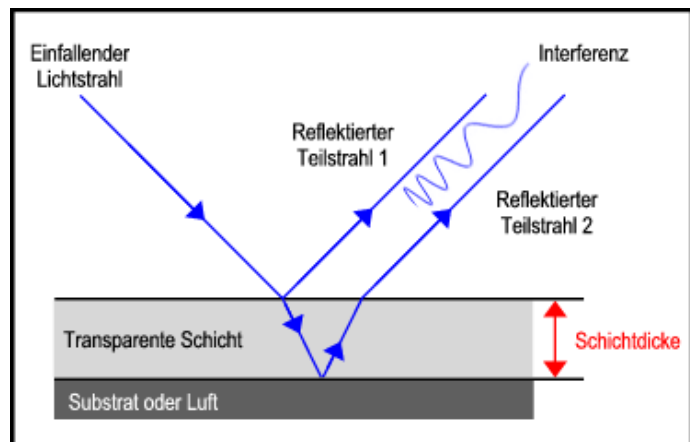 Einfallender
Lichtstrahl
Interferenz
Reflektierter
Teilstrahl 1
Reflektierter
Teilstrahl 2
Transparente Schicht
Schichtdicke
Substrat oder Luft